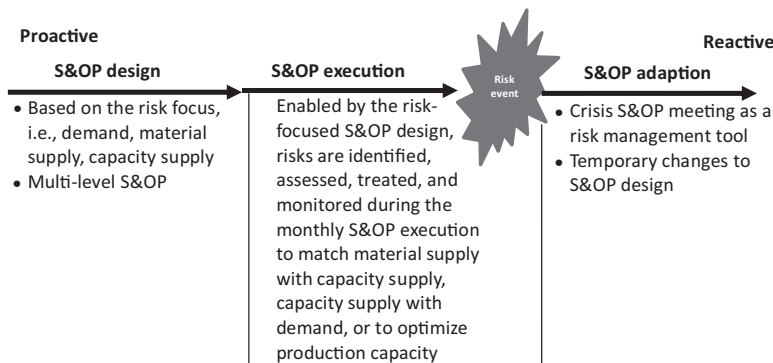 Proactive
Reactive
S&OP design
S&OP execution
Risk
event
S&OP adaption
• Based on the risk focus,
i.e., demand, material
supply, capacity supply
• Multi-level S&OP
Enabled by the risk-
focused S&OP design,
risks are identified,
assessed, treated, and
monitored during the
monthly S&OP execution
to match material supply
with capacity supply,
capacity supply with
demand, or to optimize
production capacity
• Crisis S&OP meeting as a
risk management tool
• Temporary changes to
S&OP design